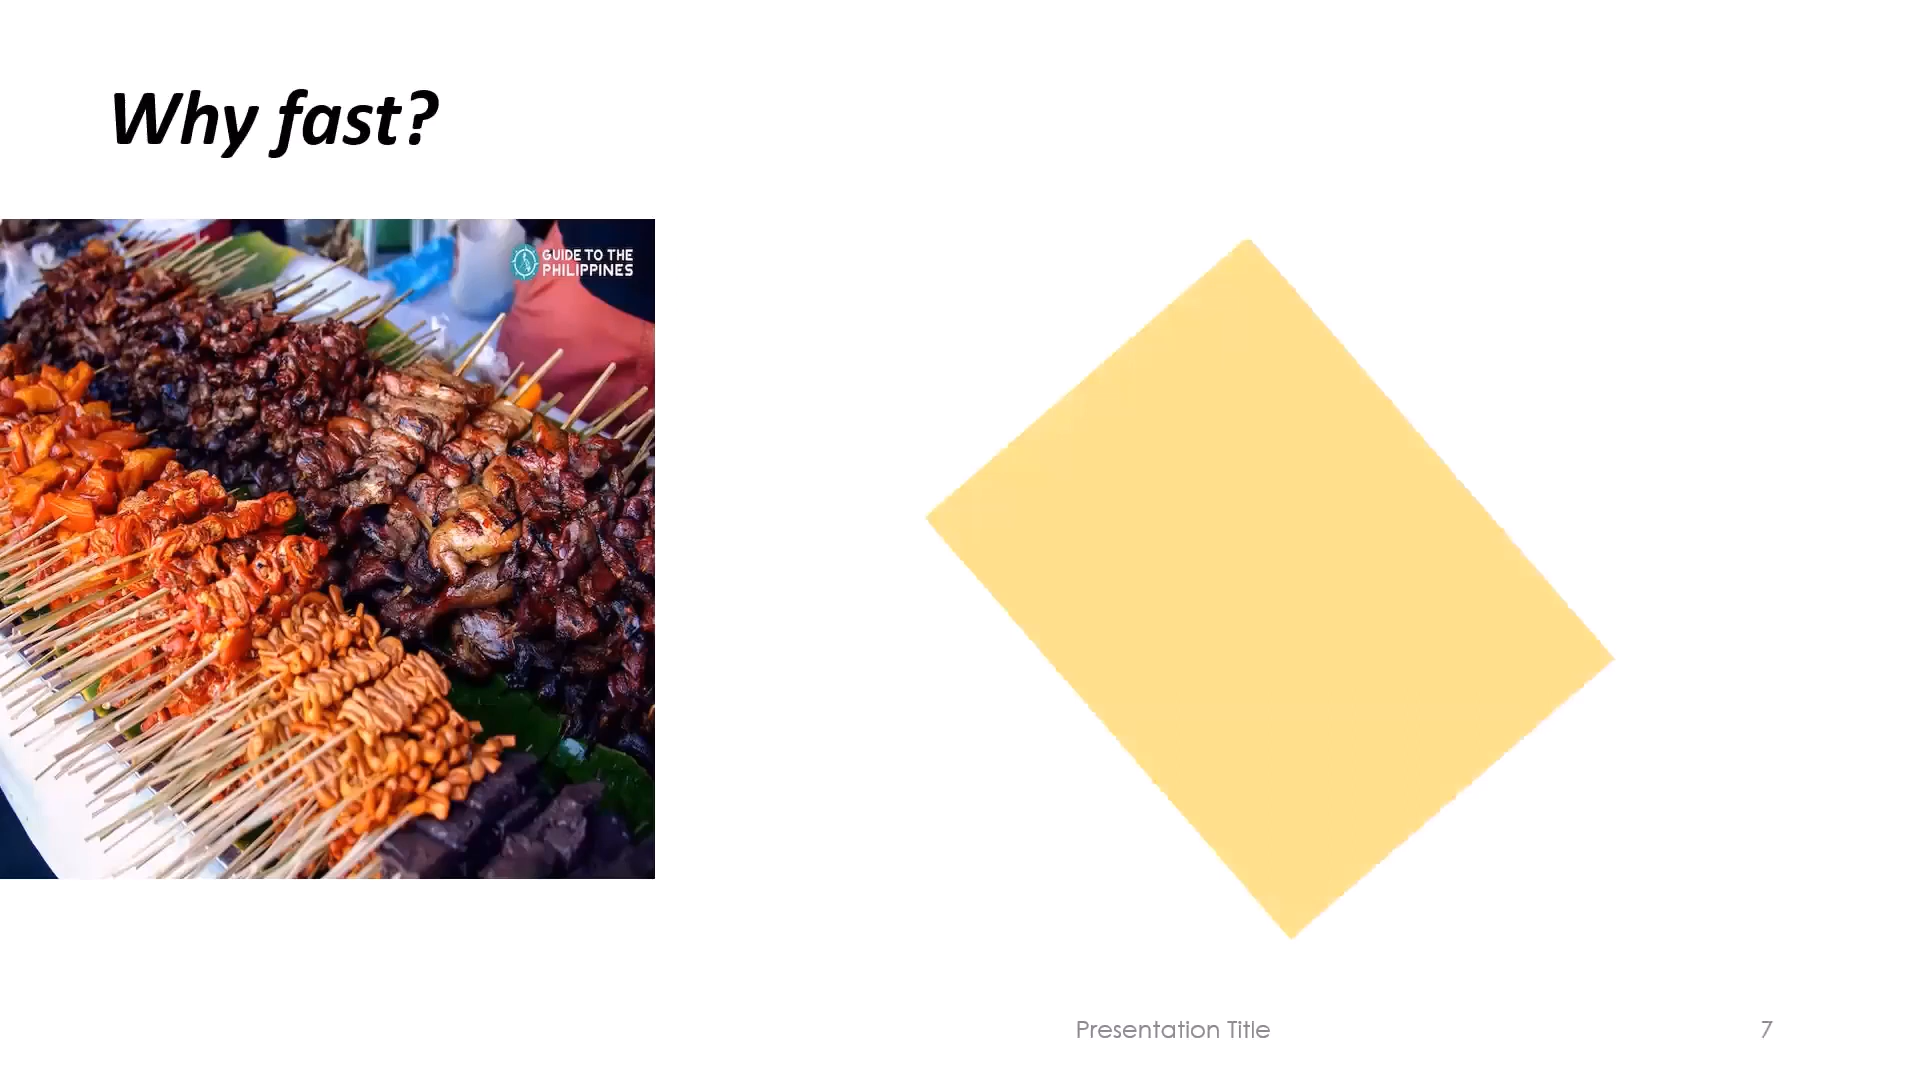 Why fast?
GUIDE TO THE
PHILIPPINES
Presentation Title
7